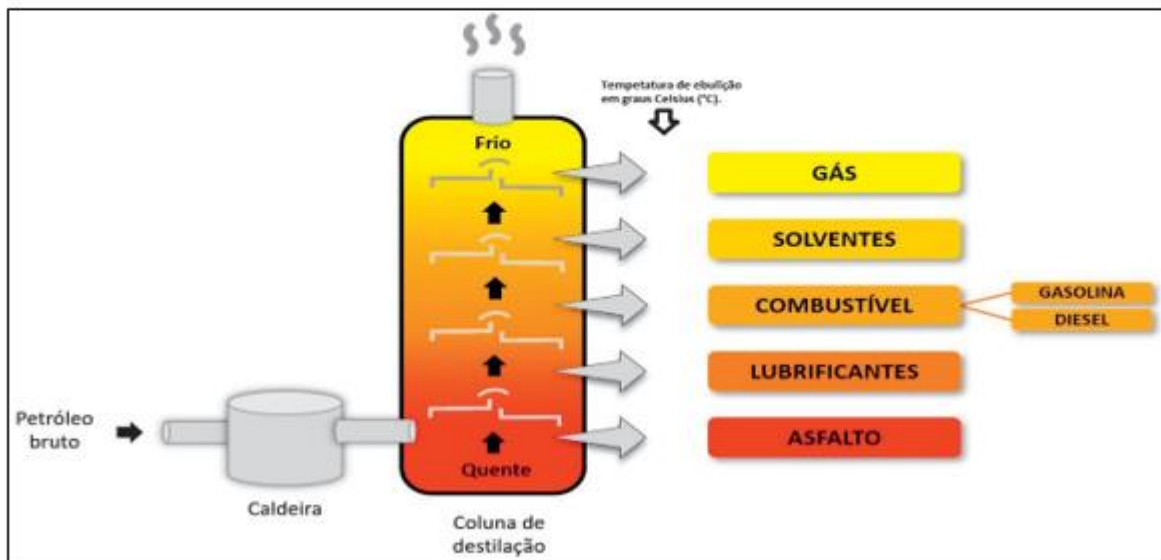 Tempetatura de ebulição
em graus Celsius (°C).
Frio
GÁS
SOLVENTES
COMBUSTÍVEL
GASOLINA
DIESEL
LUBRIFICANTES
Petróleo
bruto
ASFALTO
Quente
Caldeira
Coluna de
destilação